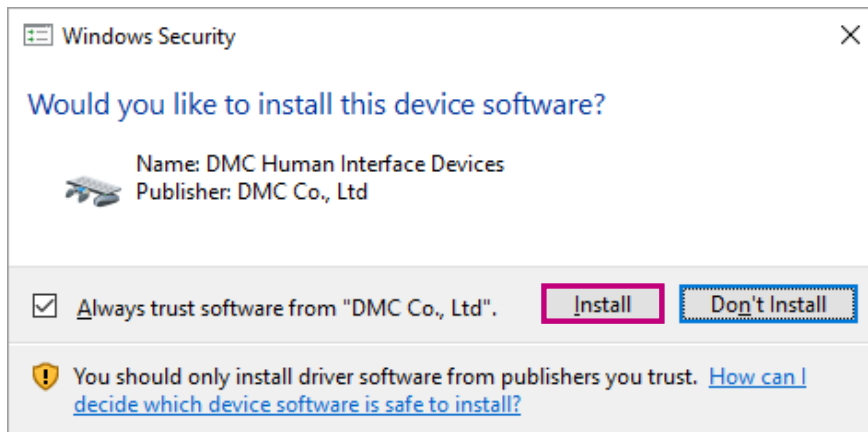 Windows Security
Would you like to install this device software?
Name: DMC Human Interface Devices
Publisher: DMC Co., Ltd
Always trust software from "DMC Co., Ltd".
Install
Don't Install
You should only install driver software from publishers you trust. How can I
decide which device software is safe to install?